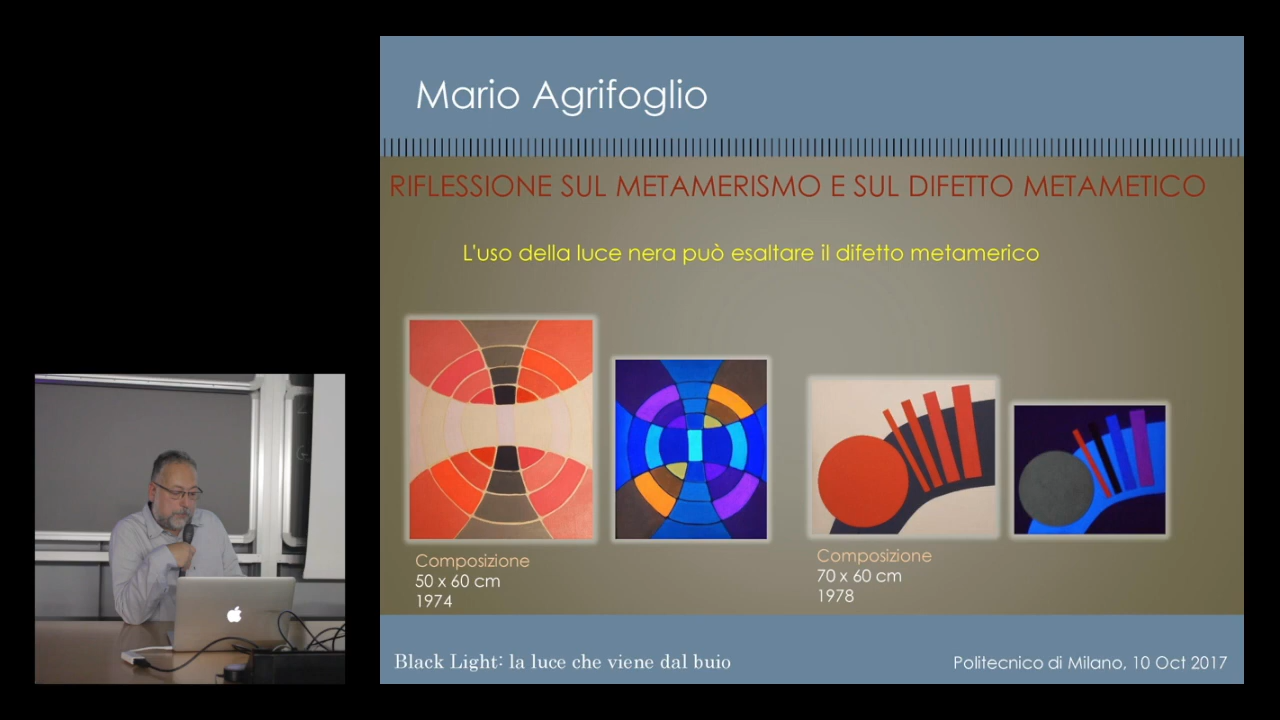 Mario Agrifoglio
RIFLESSIONE SUL METAMERISMO E SUL DIFETTO METAMETICO
L'uso della luce nera può esaltare il difetto metamerico
Composizione
50 x 60 cm
1974
Composizione
70 x 60 cm
1978
Black Light: la luce che viene dal buio
Politecnico di Milano, 10 Oct 2017